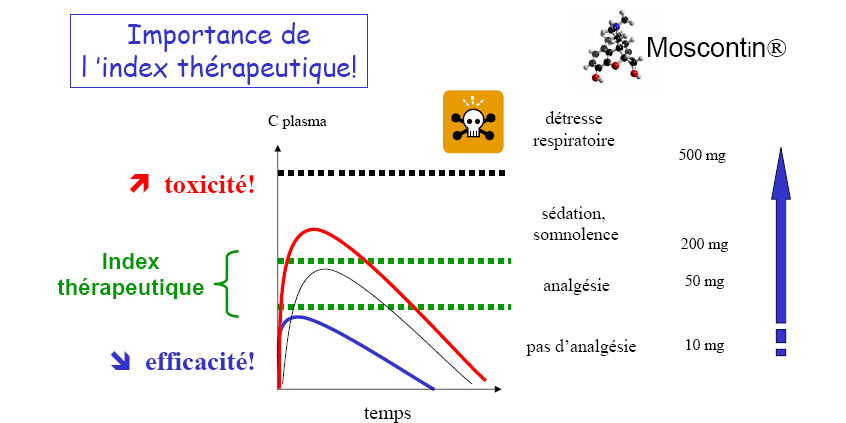 Importance de
l ’index thérapeutique!
Moscontin®
C plasma
détresse
respiratoire
500 mg
toxicité!
sédation,
somnolence
200 mg
Index
thérapeutique
analgésie
50 mg
pas d’analgésie
10 mg
efficacité!
temps